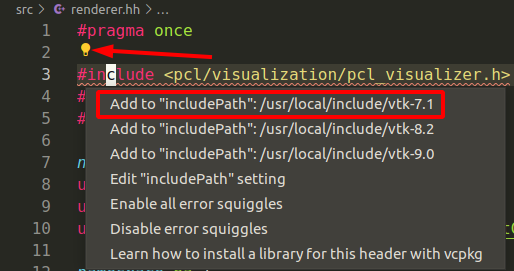 src > renderer.hh
1 #pragma once
2
3 #include <pcl/visualization/pcl_visualizer.h>
4 #
Add to "includePath": /usr/local/include/vtk-7.1
5 #
Add to "includePath": /usr/local/include/vtk-8.2
6
Add to "includePath": /usr/local/include/vtk-9.0
7 n
Edit "includePath" setting
8 u
Enable all error squiggles
9 u
Disable error squiggles
10 u
11
Learn how to install a library for this header with vcpkg